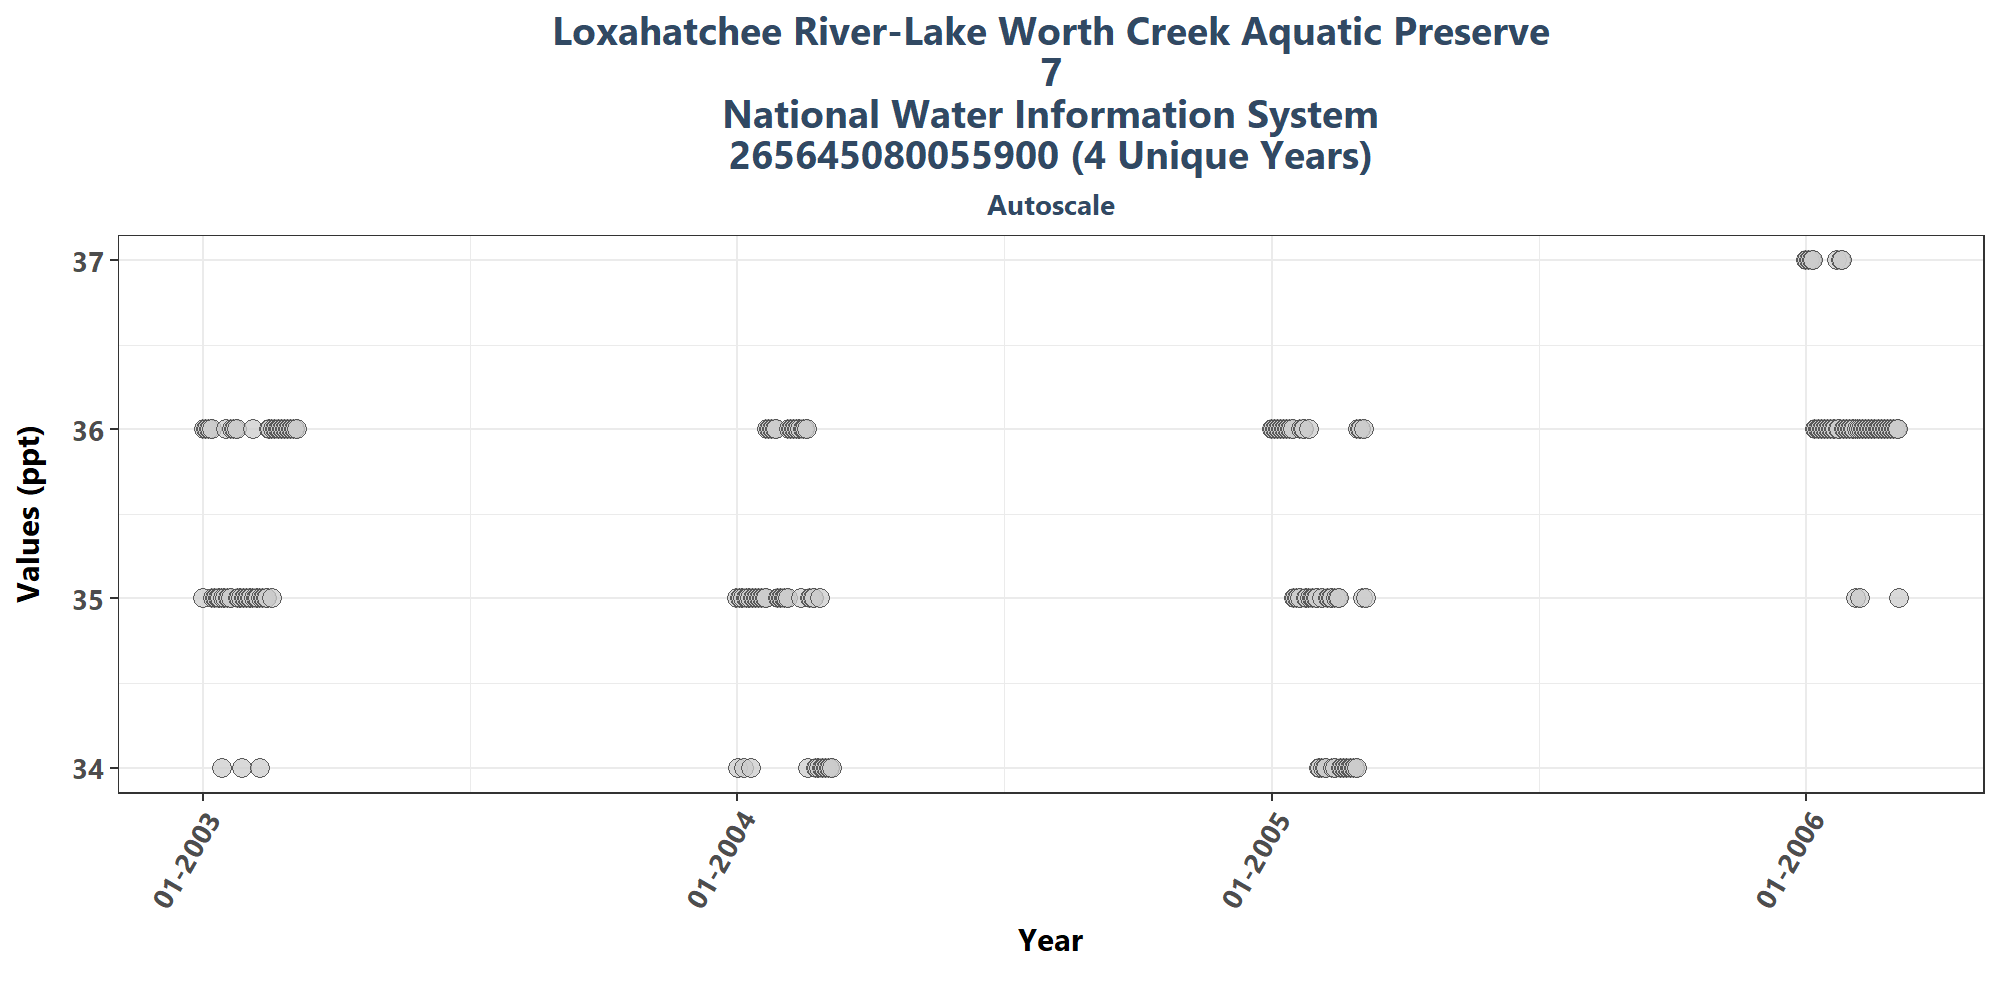 Loxahatchee River-Lake Worth Creek Aquatic Preserve
7
National Water Information System
265645080055900 (4 Unique Years)
Autoscale
37
36
35
34
Values (ppt)
01-2003
01-2004
01-2005
01-2006
Year